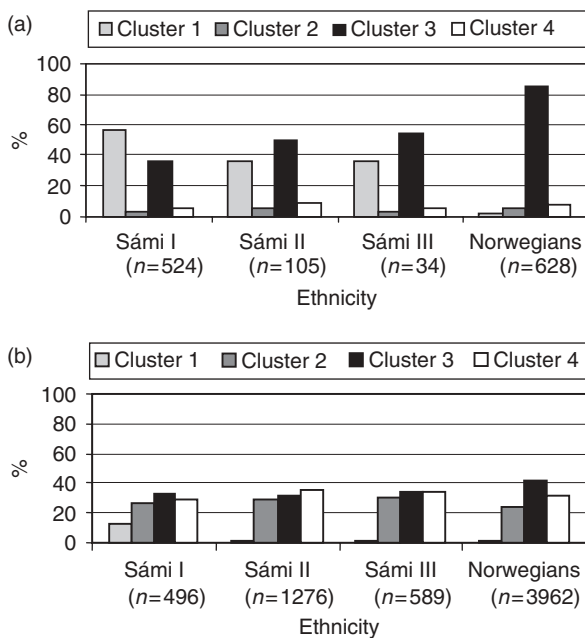 (a)
Cluster 1 Cluster 2 Cluster 3 Cluster 4
100
80
60
40
20
0
%
Sámi I Sámi II Sámi III Norwegians
(n=524) (n=105) (n=34) (n=628)
Ethnicity
(b)
Cluster 1 Cluster 2 Cluster 3 Cluster 4
100
80
60
40
20
0
%
Sámi I Sámi II Sámi III Norwegians
(n=496) (n=1276) (n=589) (n=3962)
Ethnicity